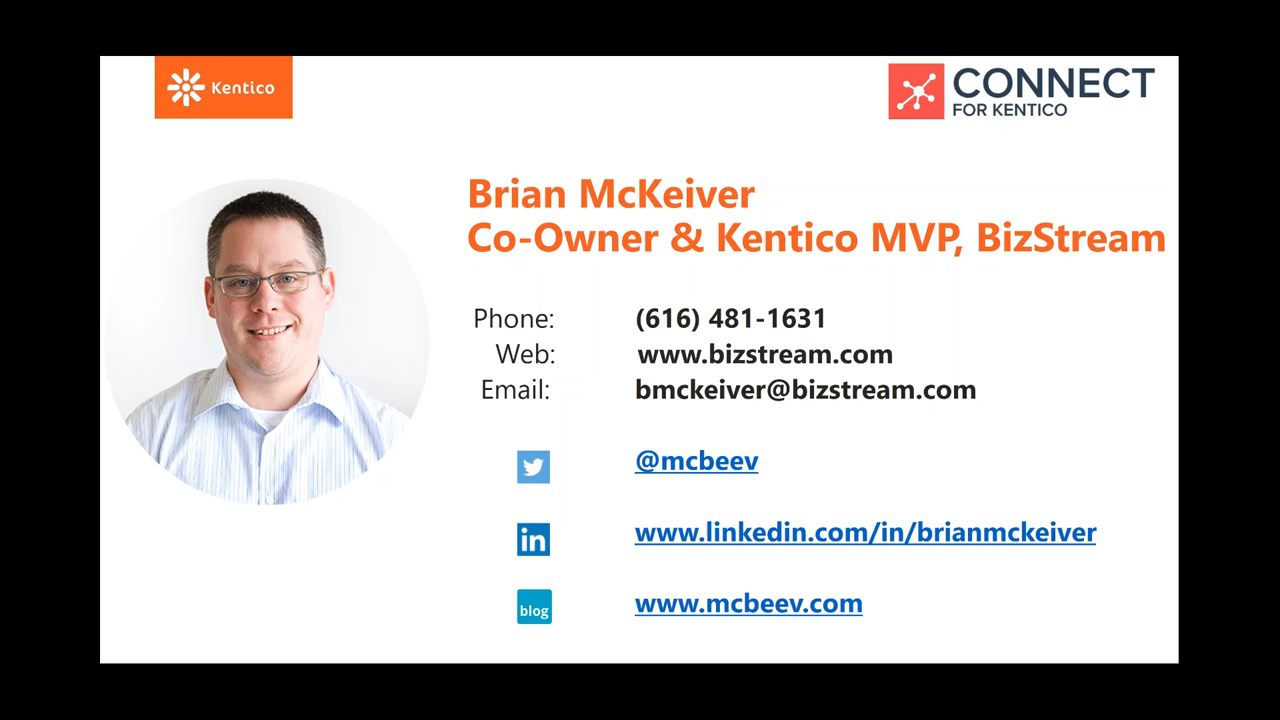 Kentico
CONNECT
FOR KENTICO
Brian McKeiver
Co-Owner & Kentico MVP, BizStream
Phone: (616) 481-1631
Web: www.bizstream.com
Email: bmckeiver@bizstream.com
@mcbeev
in www.linkedin.com/in/brianmckeiver
blog www.mcbeev.com